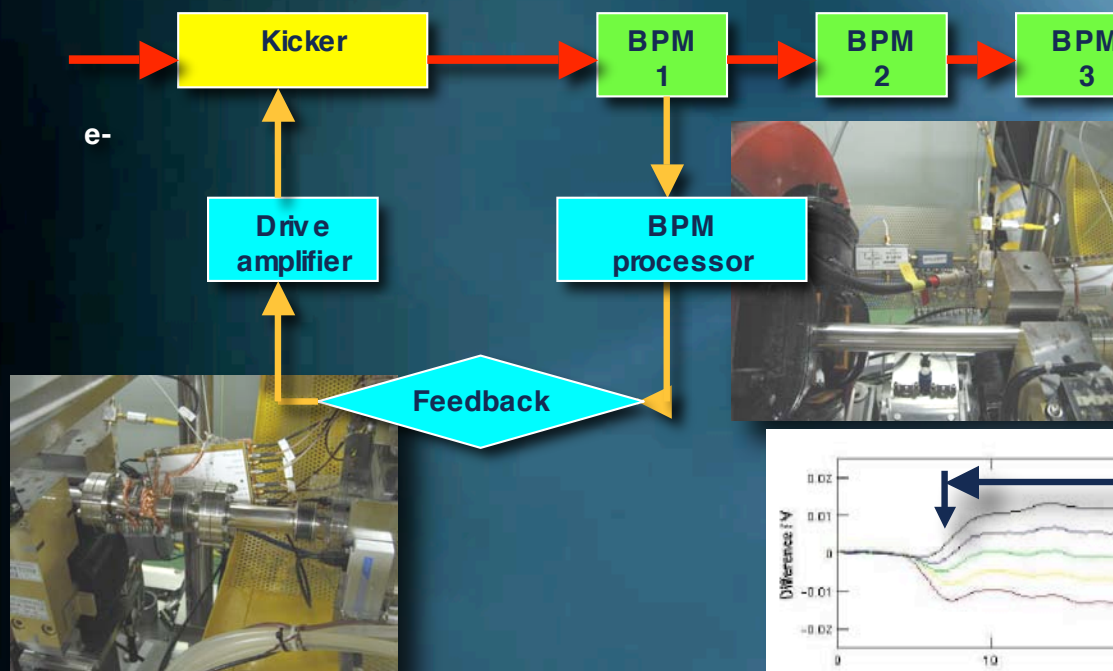 Kicker
BPM
1
BPM
2
BPM
3
e-
Drive
amplifier
BPM
processor
Feedback
Difference / V
0.02
0.01
0
-0.01
-0.02
0
10